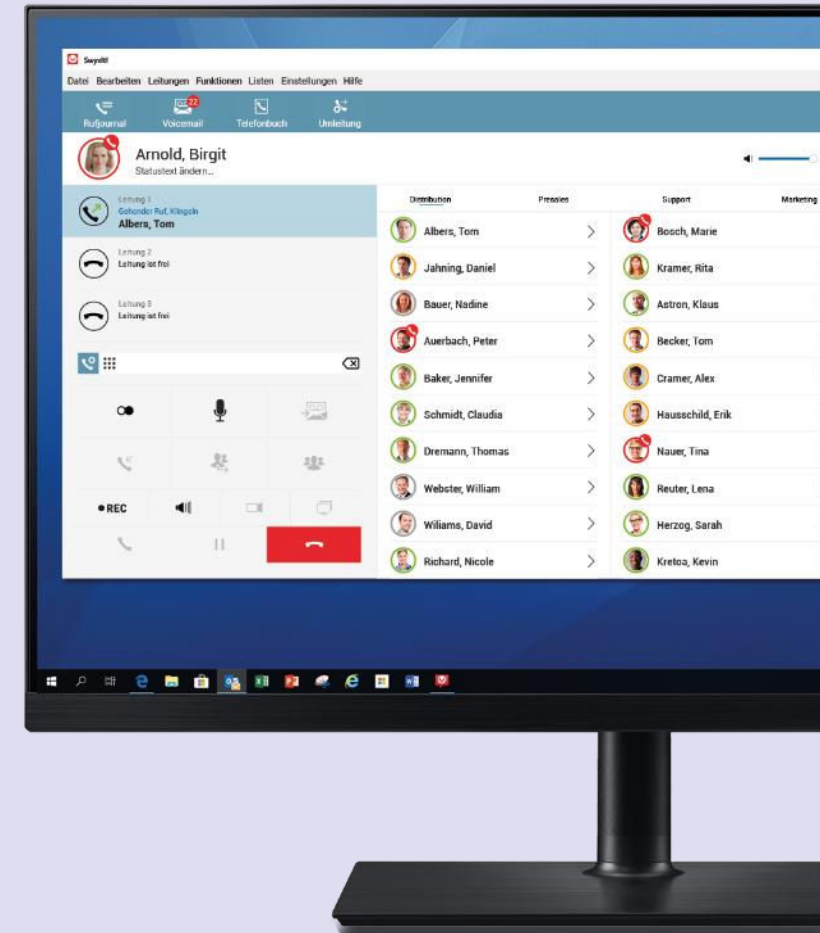 SwyxIt!
Datei Bearbeiten Leitungen Funktionen Listen Einstellungen Hilfe
22
Rufjournal Voicemail Telefonbuch Umleitung
Arnold, Birgit
Statustext ändern...
Leitung 1
Gehender Ruf, Klingeln
Albers, Tom
Leitung 2
Leitung ist frei
Leitung 3
Leitung ist frei
REC
Distribution Presales Support Marketing
Albers, Tom
Jahning, Daniel
Bauer, Nadine
Auerbach, Peter
Baker, Jennifer
Schmidt, Claudia
Dremann, Thomas
Webster, William
Wiliams, David
Richard, Nicole
Bosch, Marie
Kramer, Rita
Astron, Klaus
Becker, Tom
Cramer, Alex
Hausschild, Erik
Nauer, Tina
Reuter, Lena
Herzog, Sarah
Kretoa, Kevin